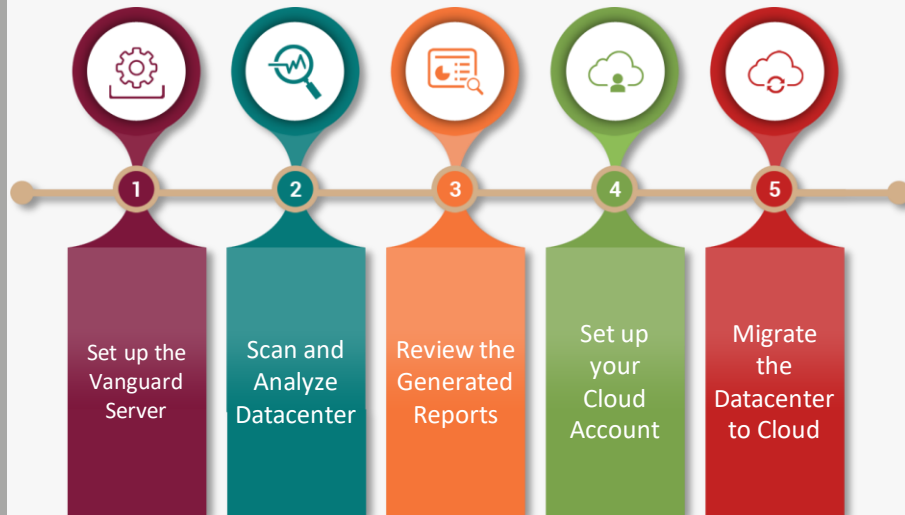 1
2
3
4
5
Set up the
Vanguard
Server
Scan and
Analyze
Datacenter
Review the
Generated
Reports
Set up
your
Cloud
Account
Migrate
the
Datacenter
to Cloud